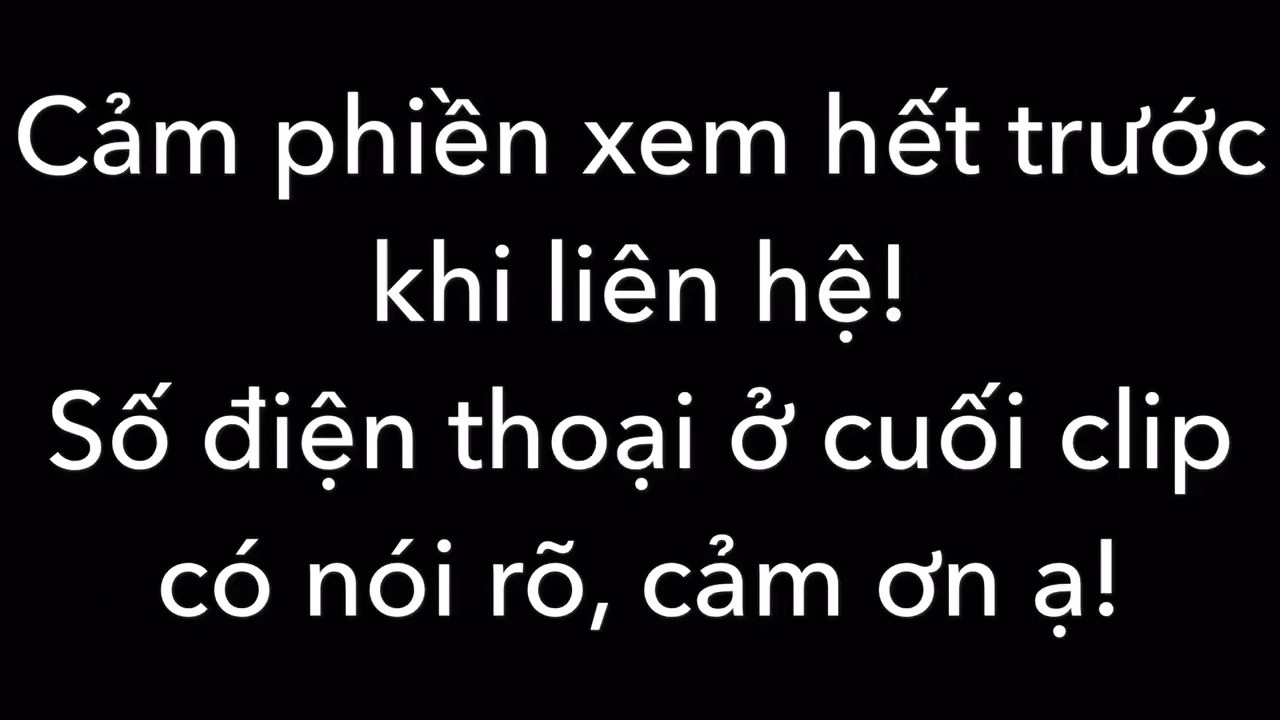 Cảm phiền xem hết trước
khi liên hệ!
Số điện thoại ở cuối clip
có nói rõ, cảm ơn ạ!